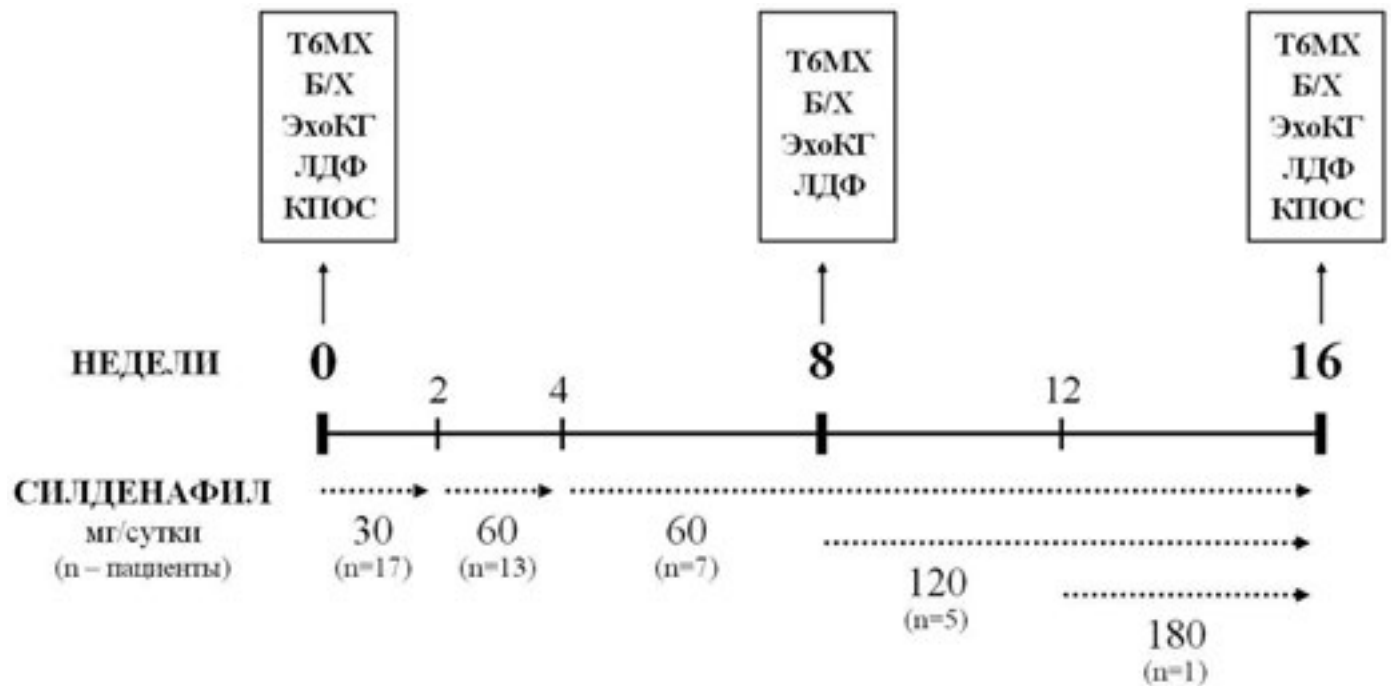 Т6МХ
Б/Х
ЭхоКГ
ЛДФ
КПОС
Т6МХ
Б/Х
ЭхоКГ
ЛДФ
Т6МХ
Б/Х
ЭхоКГ
ЛДФ
КПОС
НЕДЕЛИ 0 8 16
2 4 12
СИЛДЕНАФИЛ
мг/сутки 30 60 60
(n – пациенты) (n=17) (n=13) (n=7)
120
(n=5)
180
(n=1)